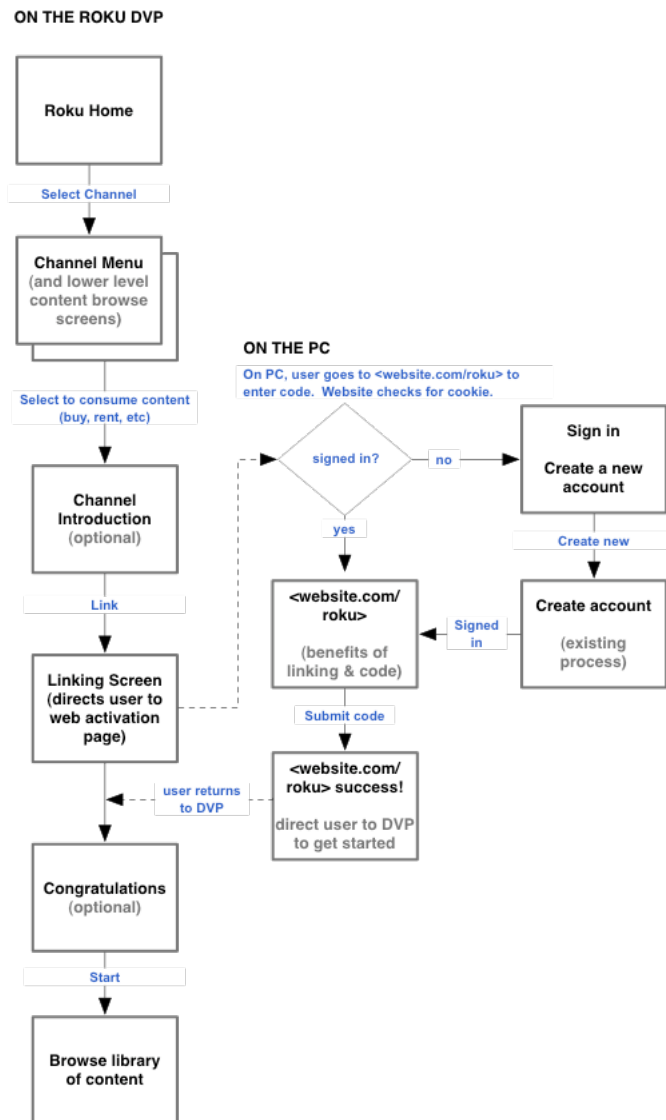 ON THE ROKU DVP
Roku Home
Select Channel
Channel Menu
(and lower level
content browse
screens)
Select to consume content
(buy, rent, etc)
Channel
Introduction
(optional)
Link
Linking Screen
(directs user to
web activation
page)
Congratulations
(optional)
Start
Browse library
of content
ON THE PC
On PC, user goes to <website.com/roku> to
enter code.  Website checks for cookie.
signed in?
no
yes
Sign in
Create a new
account
Create new
Create account
(existing
process)
Signed
in
<website.com/
roku>
(benefits of
linking & code)
Submit code
<website.com/
roku> success!
direct user to DVP
to get started
user returns
to DVP